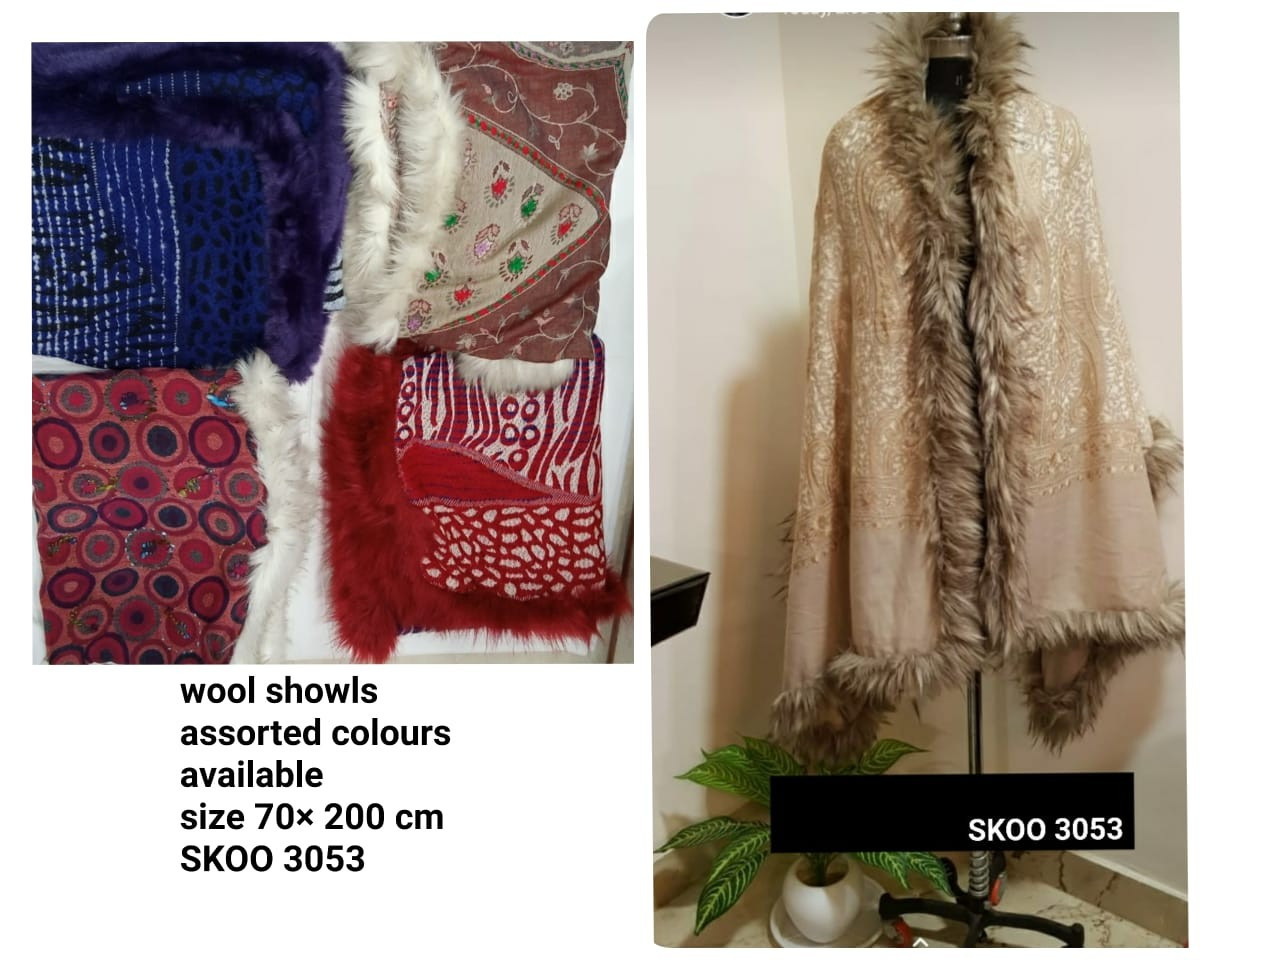 wool showls
assorted colours
available
size 70× 200 cm
SKOO 3053
SKOO 3053